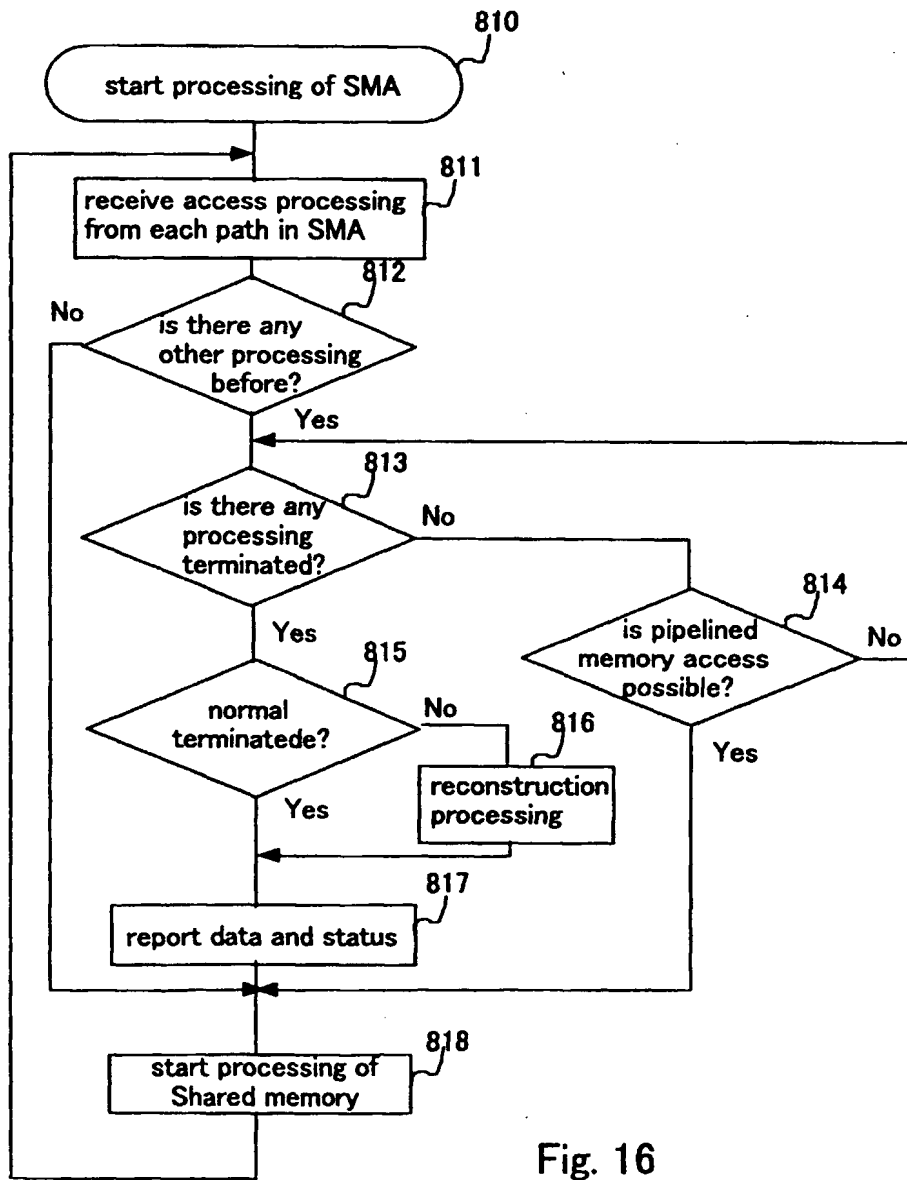 810
start processing of SMA
811
receive access processing
from each path in SMA
812
No
is there any
other processing
before?
Yes
813
is there any
processing
terminated?
No
814
is pipelined
memory access
possible?
No
Yes
Yes
815
normal
terminatede?
No
816
reconstruction
processing
Yes
817
report data and status
818
start processing of
Shared memory
Fig. 16